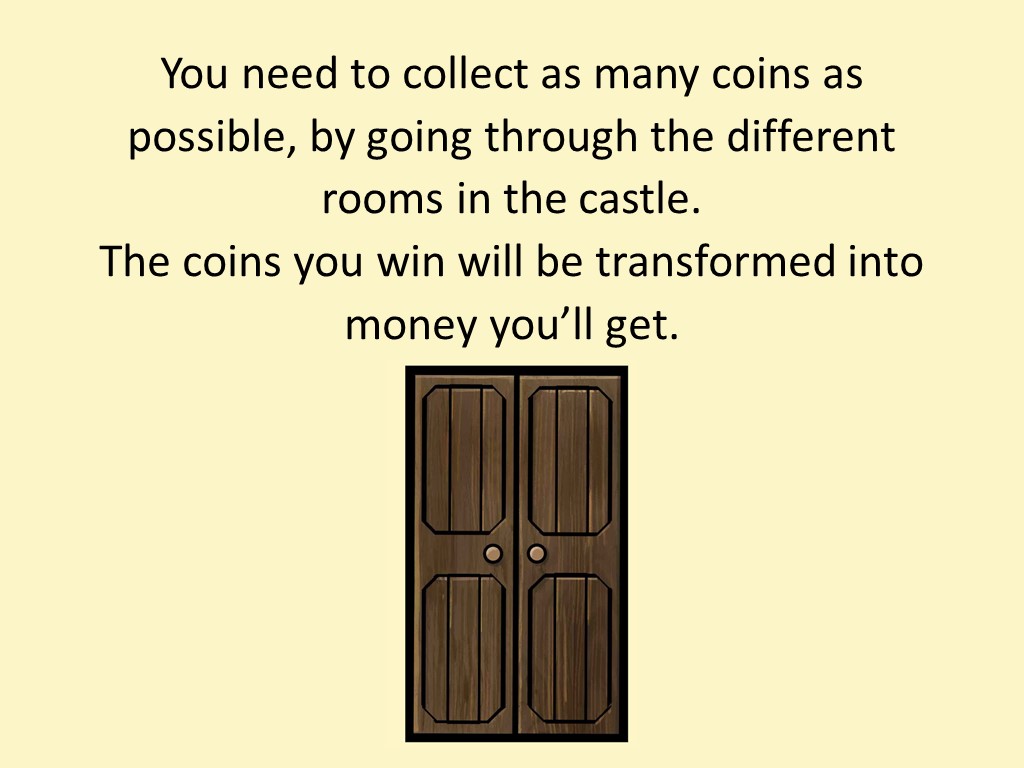 You need to collect as many coins as
possible, by going through the different
rooms in the castle.
The coins you win will be transformed into
money you’ll get.